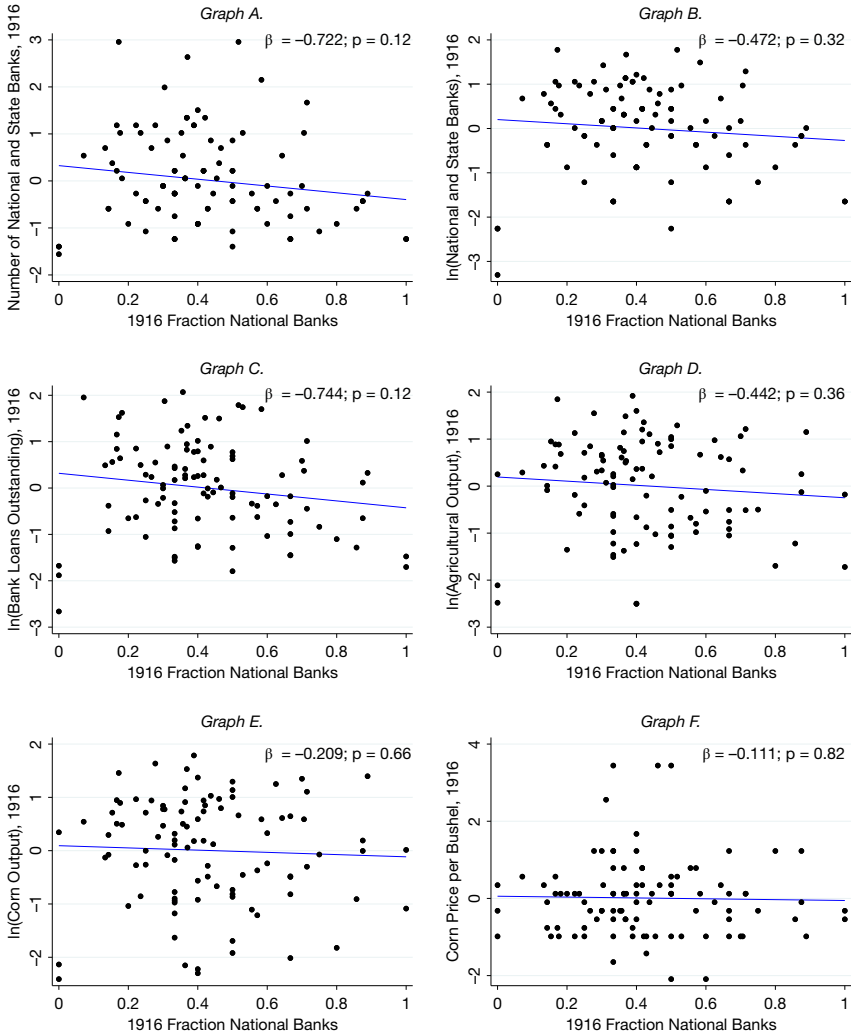 Graph A.
β = −0.722; p = 0.12
Number of National and State Banks, 1916
3
2
1
0
−1
−2
0 0.2 0.4 0.6 0.8 1
1916 Fraction National Banks
Graph B.
β = −0.472; p = 0.32
ln(National and State Banks), 1916
2
1
0
−1
−2
−3
0 0.2 0.4 0.6 0.8 1
1916 Fraction National Banks
Graph C.
β = −0.744; p = 0.12
ln(Bank Loans Outstanding), 1916
2
1
0
−1
−2
−3
0 0.2 0.4 0.6 0.8 1
1916 Fraction National Banks
Graph D.
β = −0.442; p = 0.36
ln(Agricultural Output), 1916
2
1
0
−1
−2
−3
0 0.2 0.4 0.6 0.8 1
1916 Fraction National Banks
Graph E.
β = −0.209; p = 0.66
ln(Corn Output), 1916
2
1
0
−1
−2
0 0.2 0.4 0.6 0.8 1
1916 Fraction National Banks
Graph F.
β = −0.111; p = 0.82
Corn Price per Bushel, 1916
4
2
0
−2
0 0.2 0.4 0.6 0.8 1
1916 Fraction National Banks